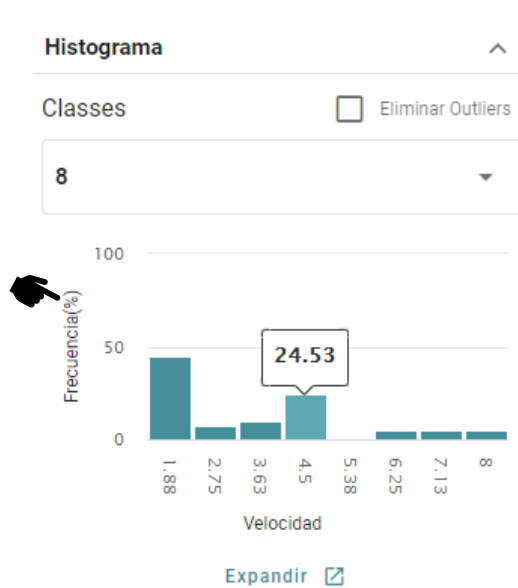 Histograma
Classes
Eliminar Outliers
8
100
50
0
Frecuencia(%)
24.53
1.88
2.75
3.63
4.5
5.38
6.25
7.13
8
Velocidad
Expandir